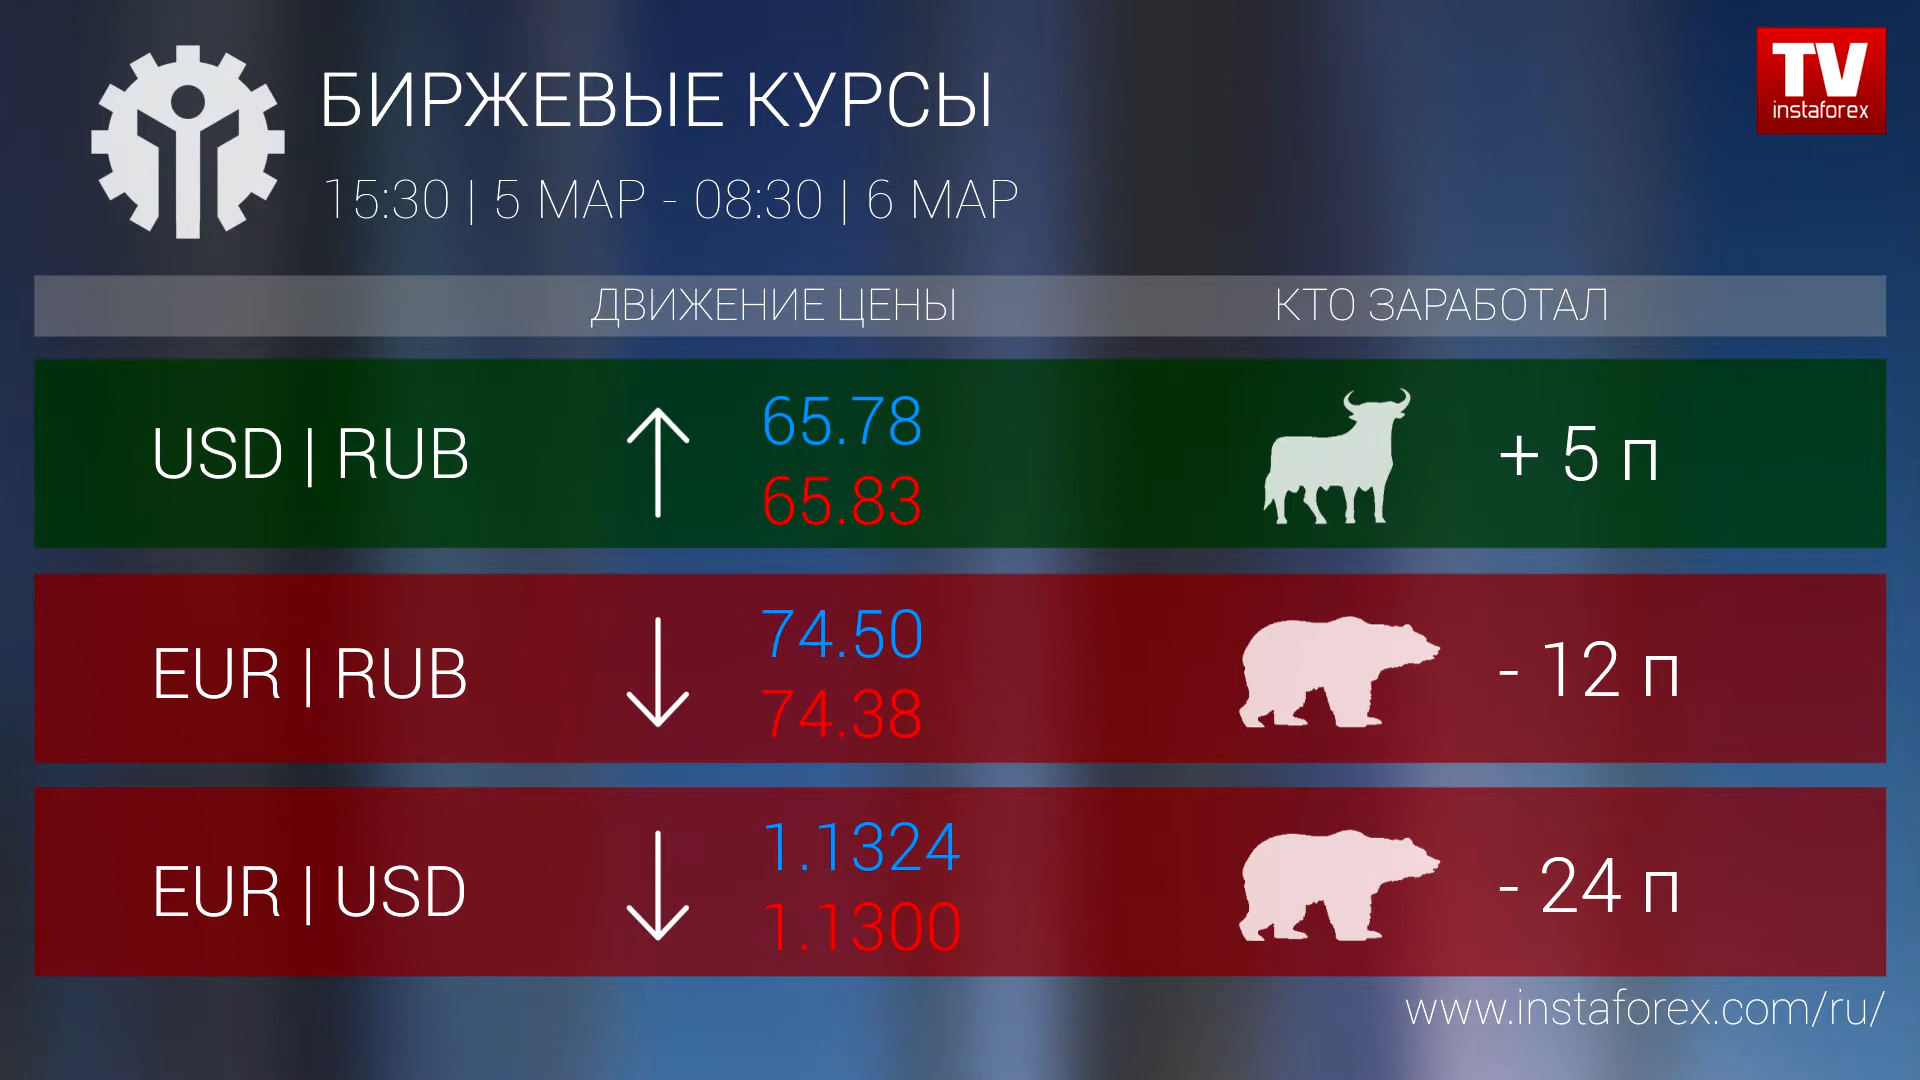 БИРЖЕВЫЕ КУРСЫ
TV
instaforex
15:30 | 5 МАР - 08:30 | 6 МАР
ДВИЖЕНИЕ ЦЕНЫ КТО ЗАРАБОТАЛ
USD | RUB
65.78
65.83
+ 5 п
EUR | RUB
74.50
74.38
- 12 п
EUR | USD
1.1324
1.1300
- 24 п
www.instaforex.com/ru/